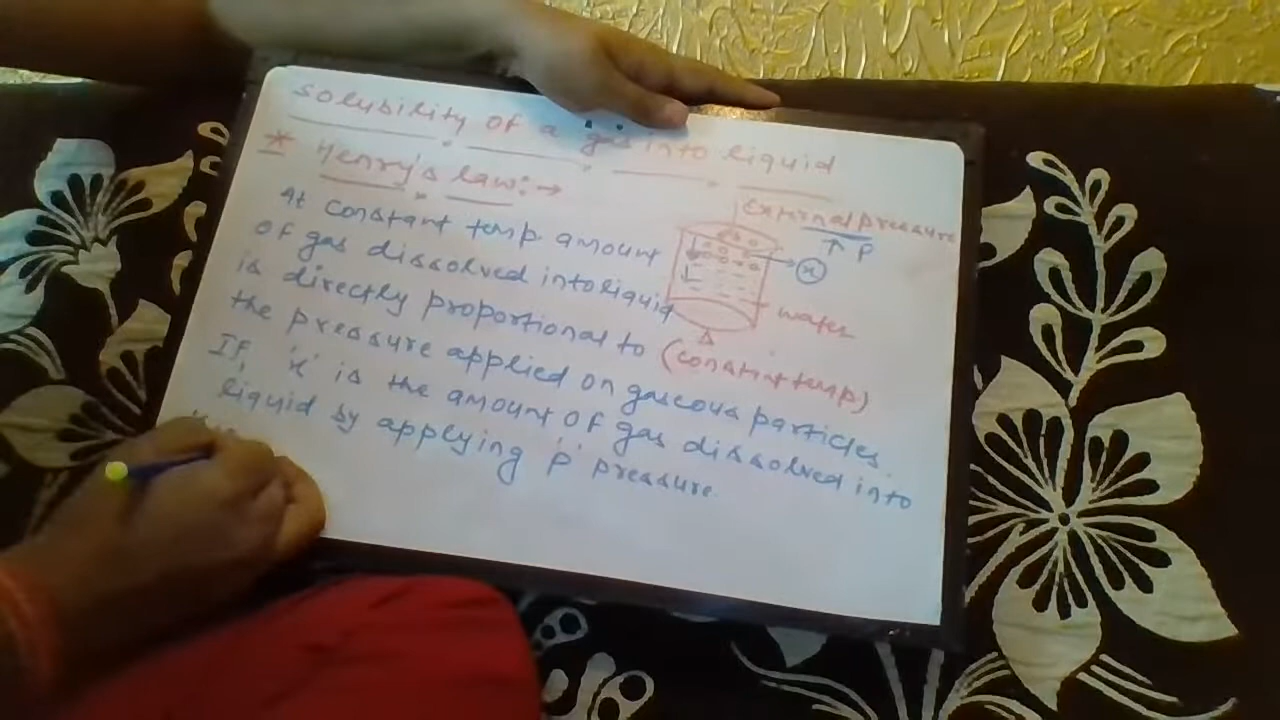 Solubility of a gas into liquid
* Henry's law:→
At constant temp. amount
of gas dissolved into liquid
is directly proportional to
the pressure applied on gaseous particles.
If, 'x' is the amount of gas dissolved into
liquid by applying 'p' pressure.
External pressure
↑ P
x
water
Δ
(constant temp)